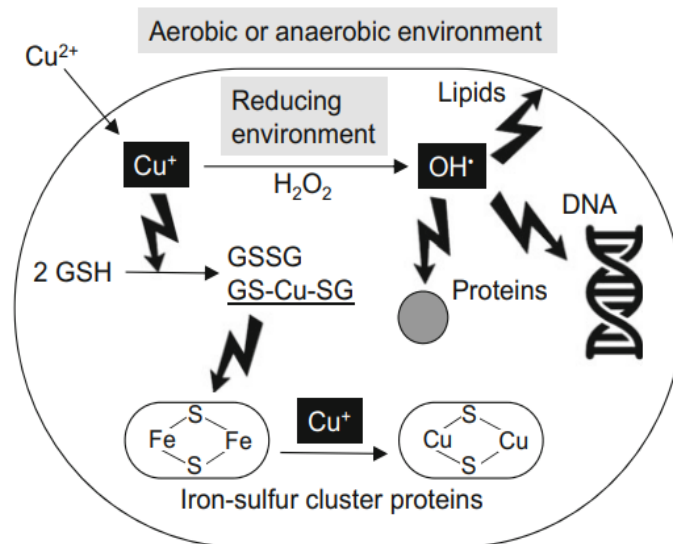 Aerobic or anaerobic environment
Cu²⁺
Reducing
environment
Lipids
Cu⁺
H₂O₂
OH•
DNA
2 GSH
GSSG
GS-Cu-SG
Proteins
S
Fe Fe
S
Cu⁺
S
Cu Cu
S
Iron-sulfur cluster proteins